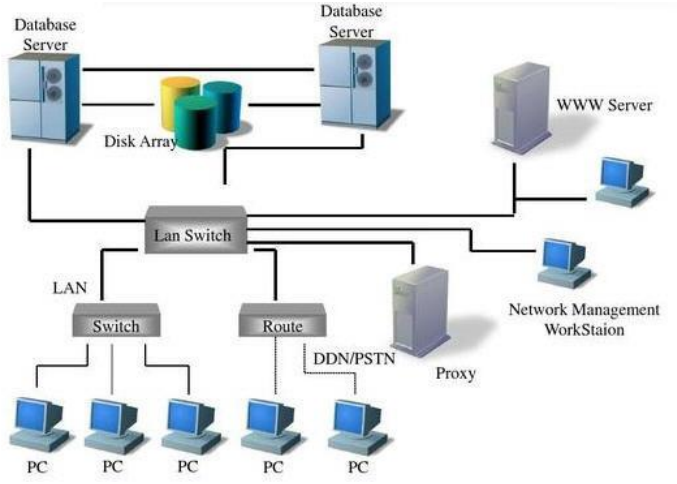 Database
Server
Database
Server
Disk Array
WWW Server
Lan Switch
LAN
Switch
Route
DDN/PSTN
Proxy
Network Management
WorkStaion
PC
PC
PC
PC
PC